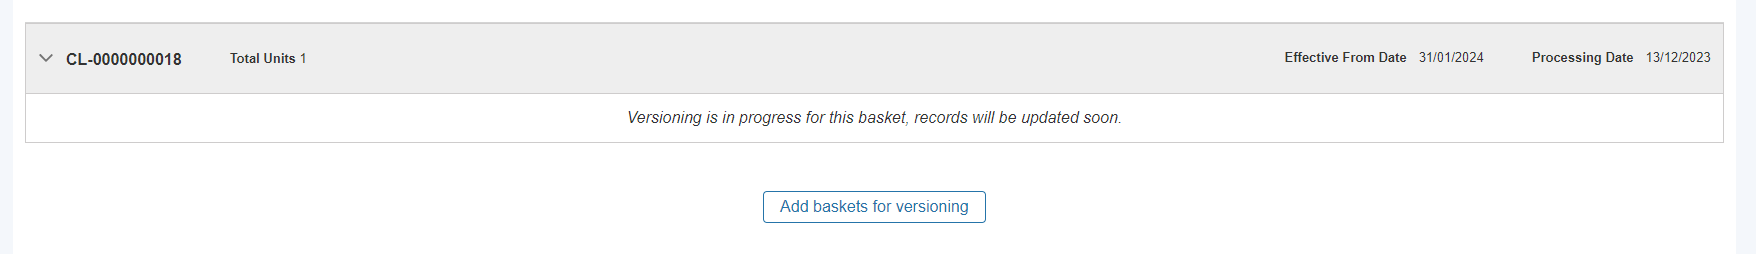 CL-0000000018 Total Units 1 Effective From Date 31/01/2024 Processing Date 13/12/2023
Versioning is in progress for this basket, records will be updated soon.
Add baskets for versioning